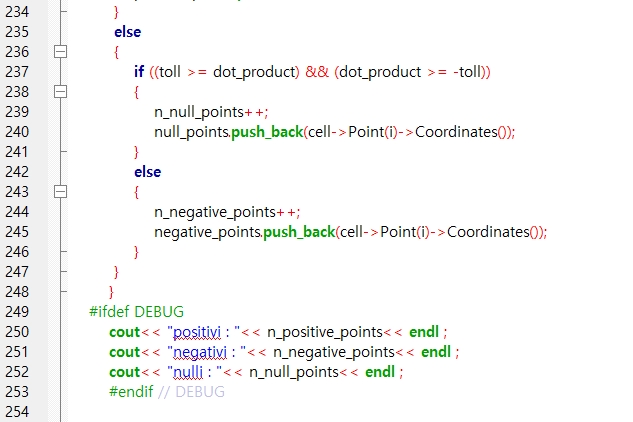 234 }
235 else
236 {
237 if ((toll >= dot_product) && (dot_product >= -toll))
238 {
239 n_null_points++;
240 null_points.push_back(cell->Point(i)->Coordinates());
241 }
242 else
243 {
244 n_negative_points++;
245 negative_points.push_back(cell->Point(i)->Coordinates());
246 }
247 }
248 }
249 #ifdef DEBUG
250 cout<< "positivi : "<< n_positive_points<< endl ;
251 cout<< "negativi : "<< n_negative_points<< endl ;
252 cout<< "nulli : "<< n_null_points<< endl ;
253 #endif // DEBUG
254